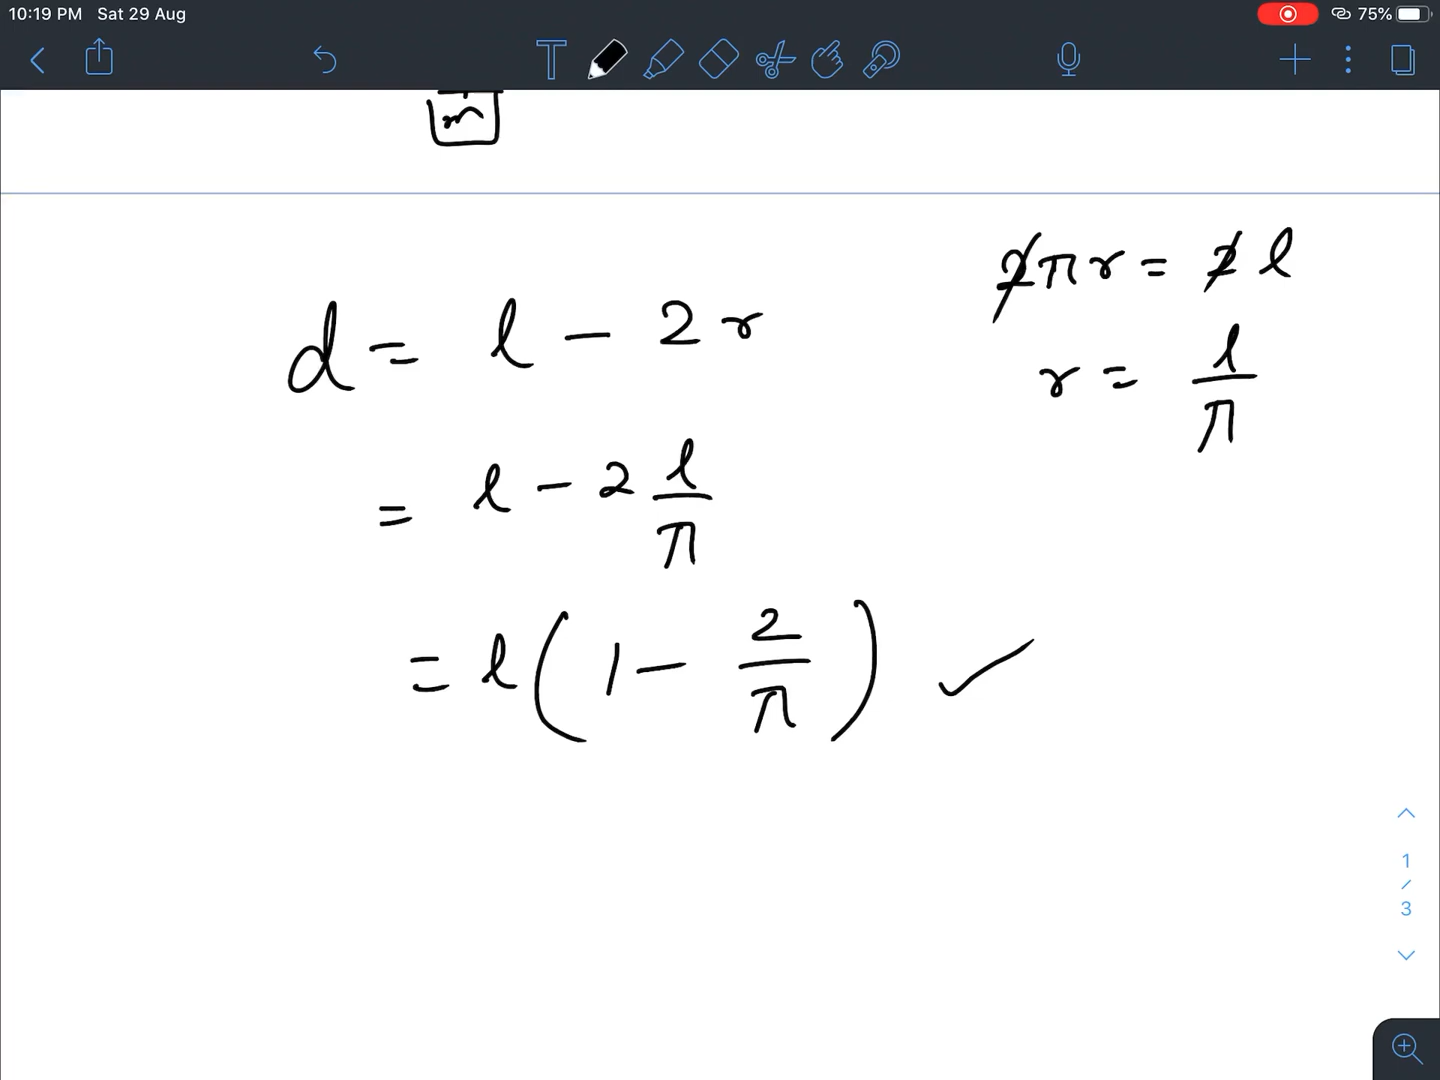 10:19 PM Sat 29 Aug
75%
T
m
2πr = 2l
d = l - 2r
r = l/π
= l - 2 l/π
= l(1 - 2/π) ✓
1
/
3